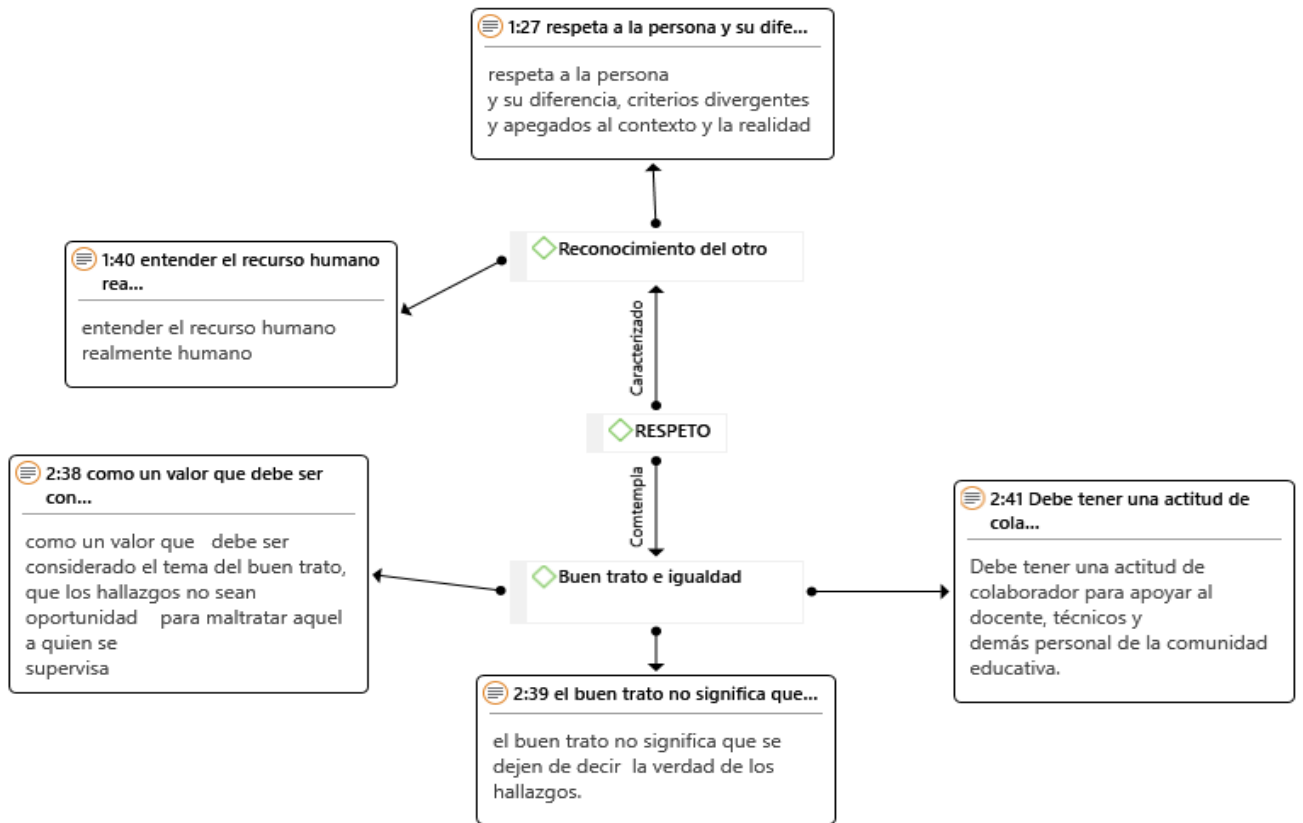 1:27 respeta a la persona y su dife...
respeta a la persona
y su diferencia, criterios divergentes
y apegados al contexto y la realidad
Reconocimiento del otro
1:40 entender el recurso humano
rea...
entender el recurso humano
realmente humano
Caracterizado
RESPETO
Comtempla
2:38 como un valor que debe ser
con...
como un valor que debe ser
considerado el tema del buen trato,
que los hallazgos no sean
oportunidad para maltratar aquel
a quien se
supervisa
Buen trato e igualdad
2:41 Debe tener una actitud de
cola...
Debe tener una actitud de
colaborador para apoyar al
docente, técnicos y
demás personal de la comunidad
educativa.
2:39 el buen trato no significa que...
el buen trato no significa que se
dejen de decir la verdad de los
hallazgos.